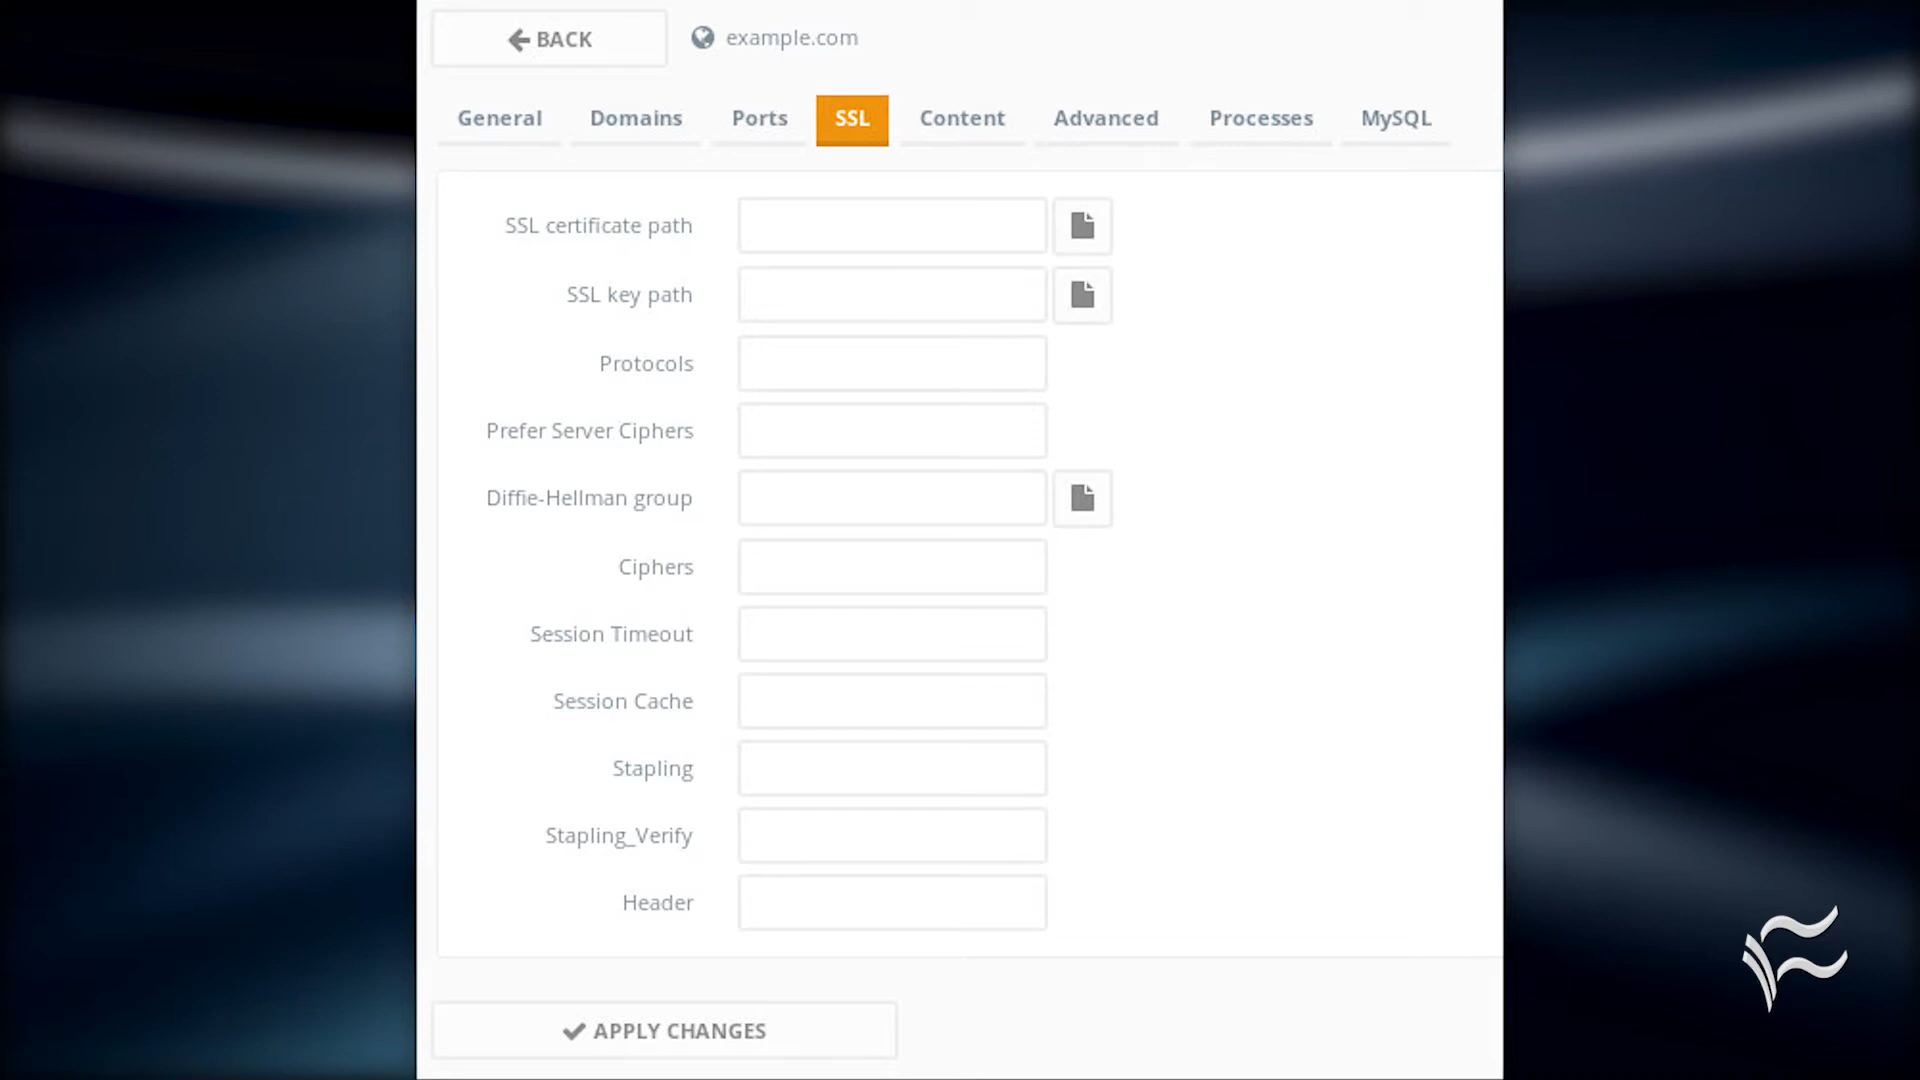 BACK example.com
General Domains Ports SSL Content Advanced Processes MySQL
SSL certificate path
SSL key path
Protocols
Prefer Server Ciphers
Diffie-Hellman group
Ciphers
Session Timeout
Session Cache
Stapling
Stapling_Verify
Header
APPLY CHANGES